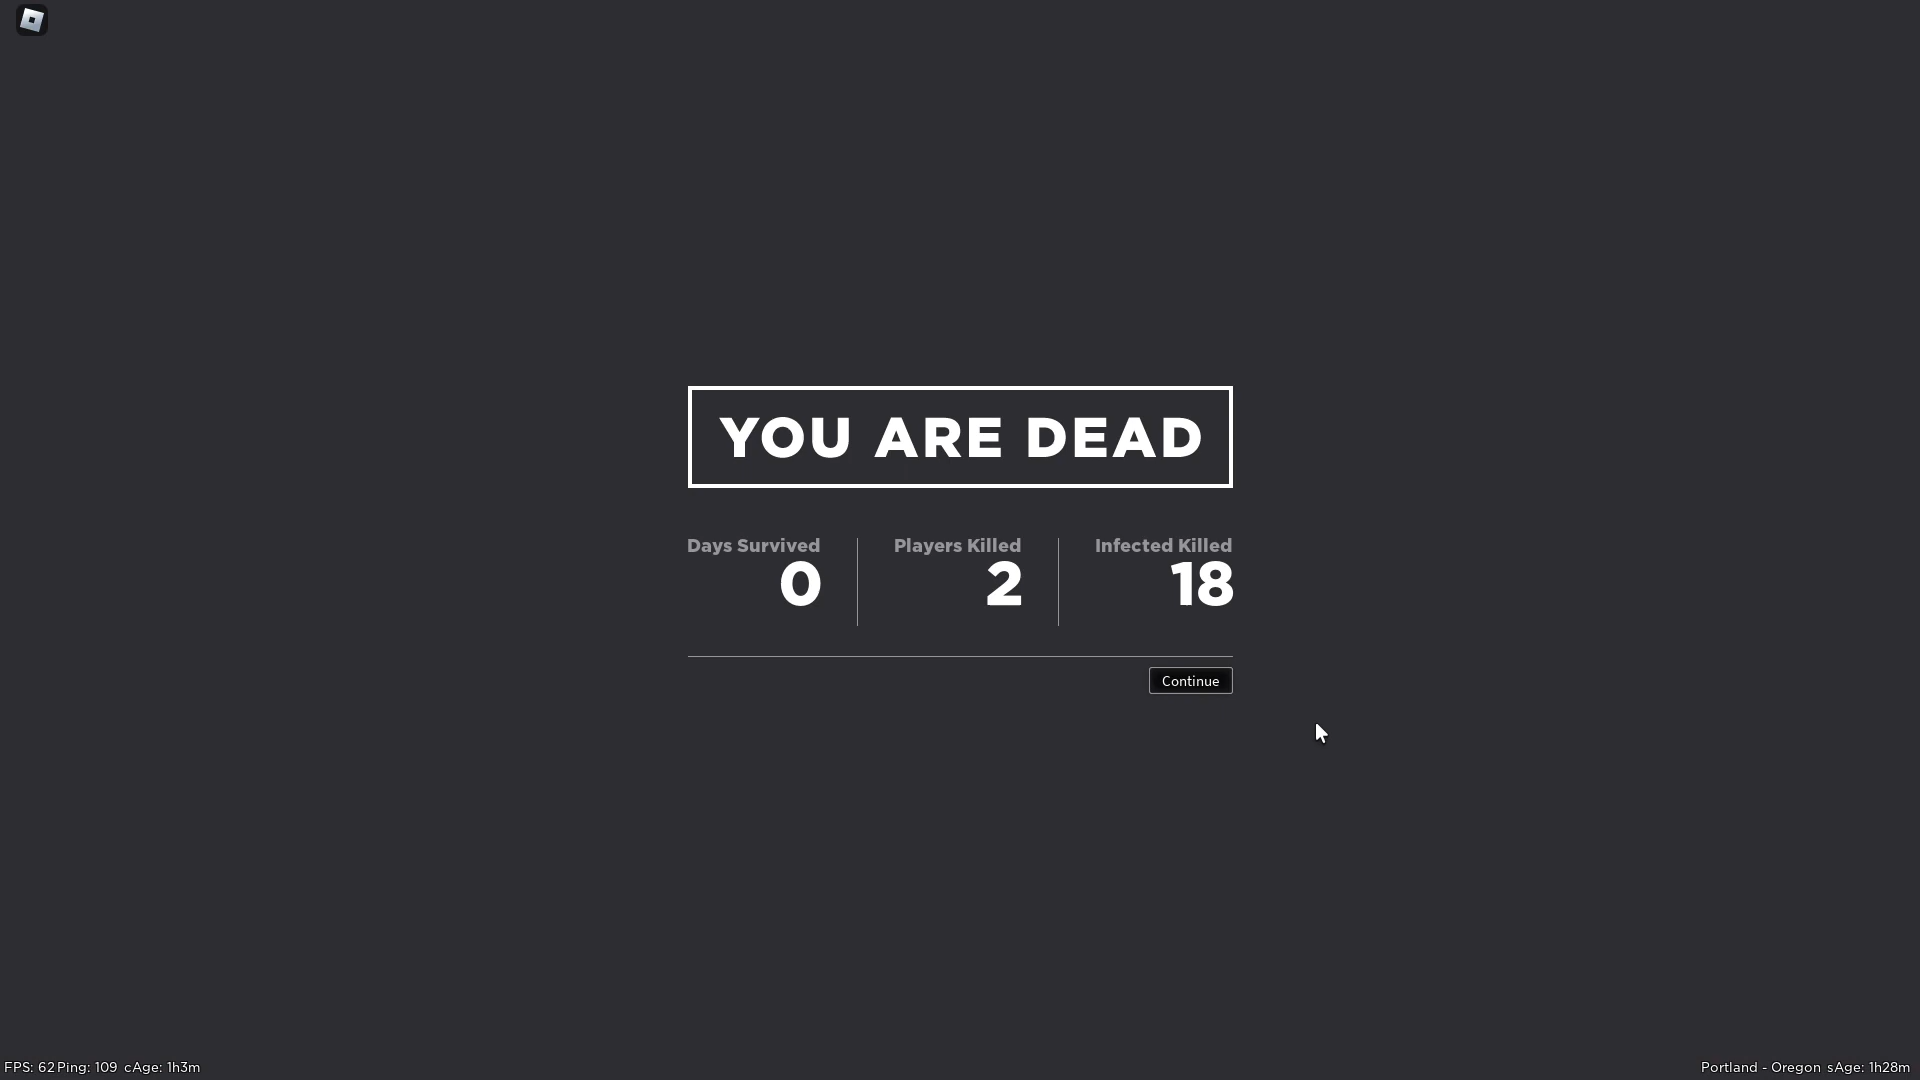 YOU ARE DEAD
Days Survived Players Killed Infected Killed
0 2 18
Continue
FPS: 62 Ping: 109 cAge: 1h3m Portland - Oregon sAge: 1h28m